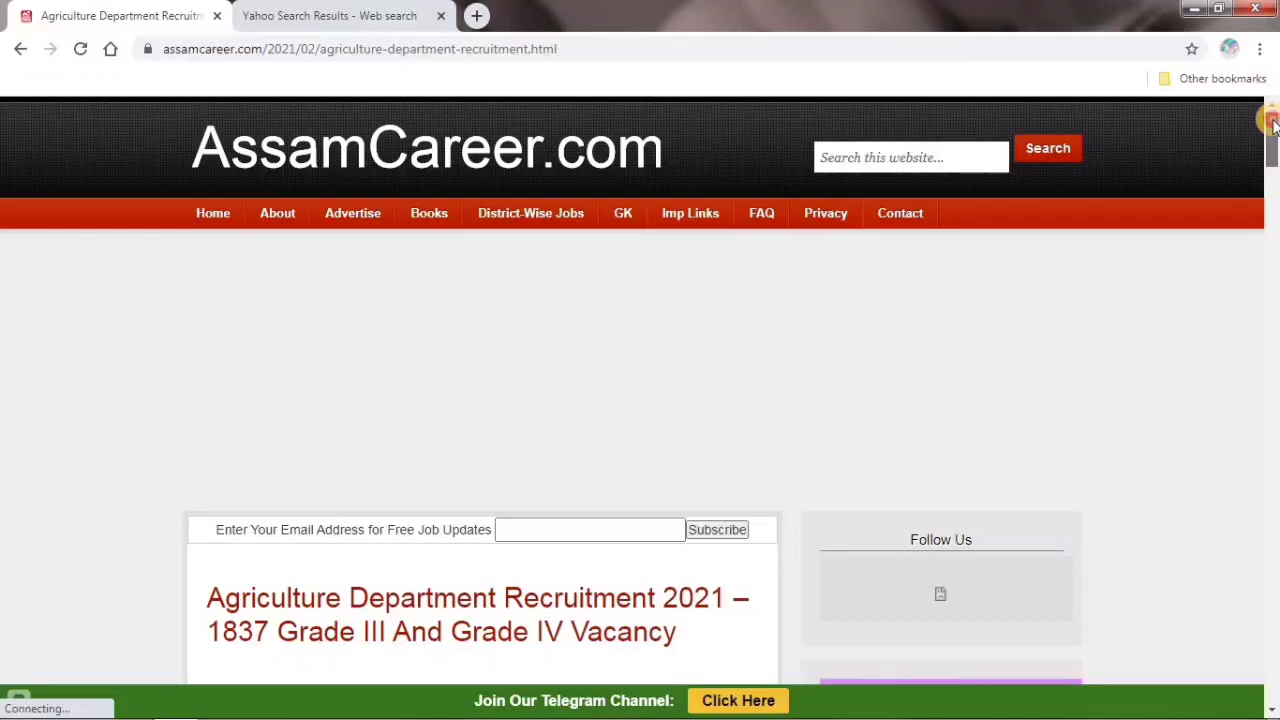 Agriculture Department Recruitm
Yahoo Search Results - Web search
assamcareer.com/2021/02/agriculture-department-recruitment.html
Other bookmarks
AssamCareer.com
Search this website...
Search
Home
About
Advertise
Books
District-Wise Jobs
GK
Imp Links
FAQ
Privacy
Contact
Enter Your Email Address for Free Job Updates
Subscribe
Follow Us
Agriculture Department Recruitment 2021 –
1837 Grade III And Grade IV Vacancy
Join Our Telegram Channel:
Click Here
Connecting...